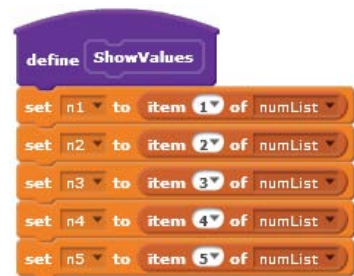 define ShowValues
set n1 to item 1 of numList
set n2 to item 2 of numList
set n3 to item 3 of numList
set n4 to item 4 of numList
set n5 to item 5 of numList